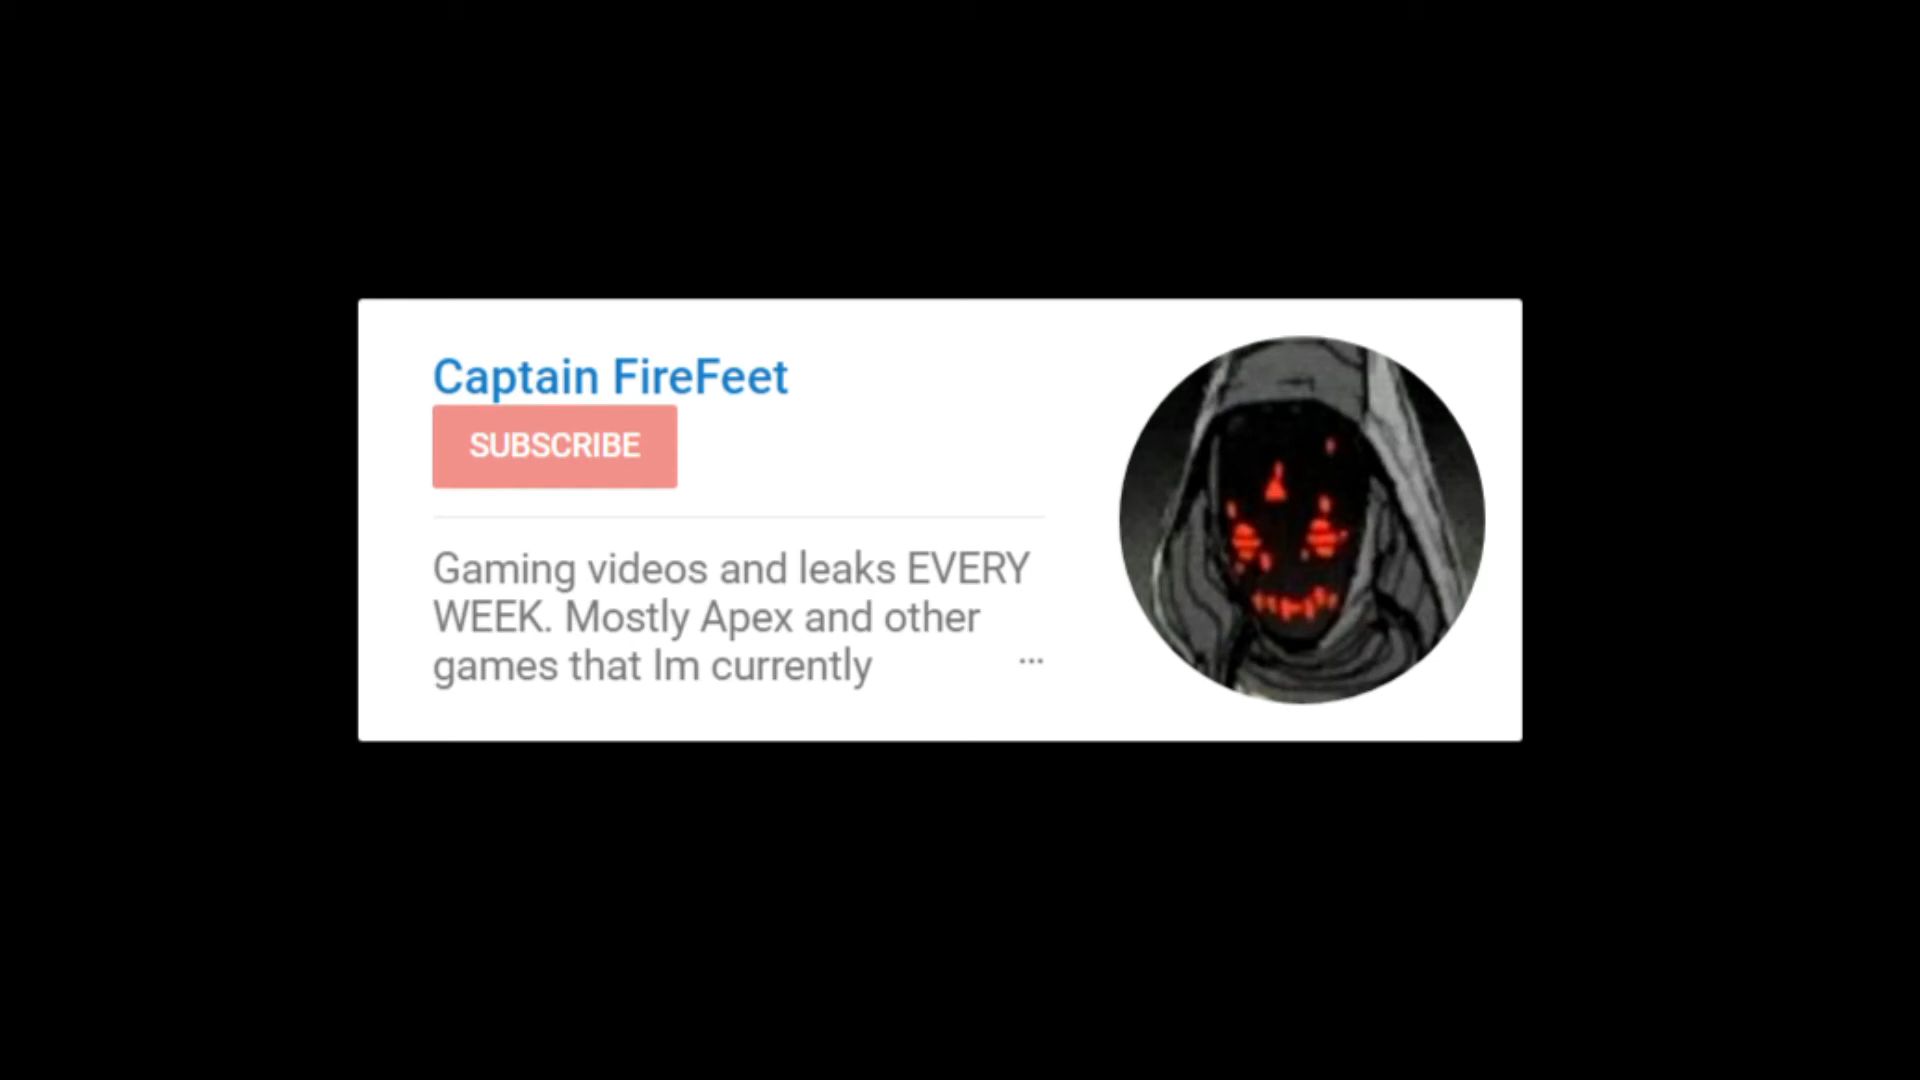 Captain FireFeet
SUBSCRIBE
Gaming videos and leaks EVERY
WEEK. Mostly Apex and other
games that Im currently ...